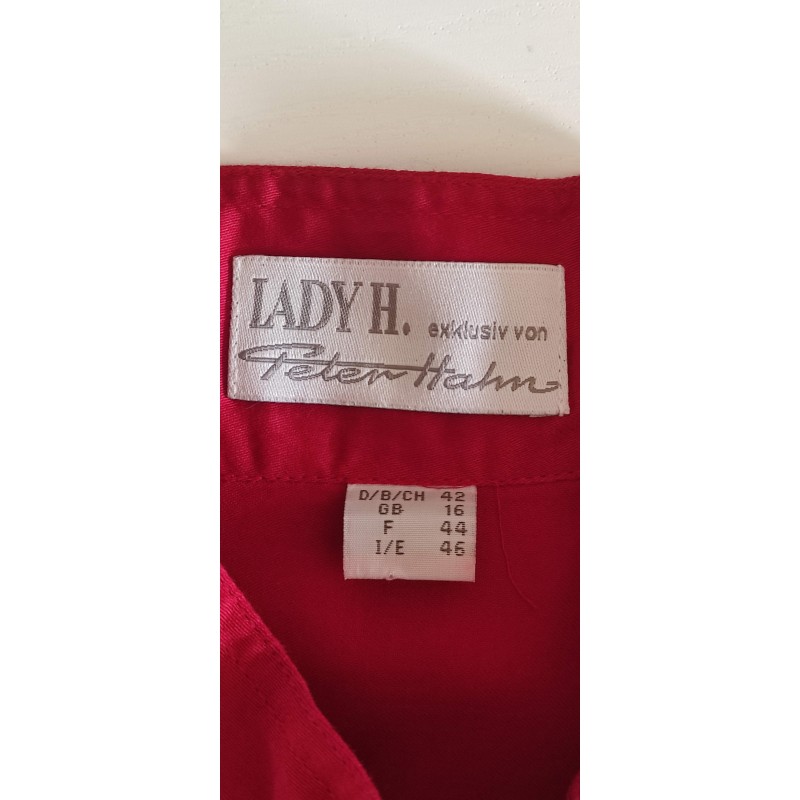 LADY H. exklusiv von
Peter Hahn
D/B/CH 42
GB 16
F 44
I/E 46